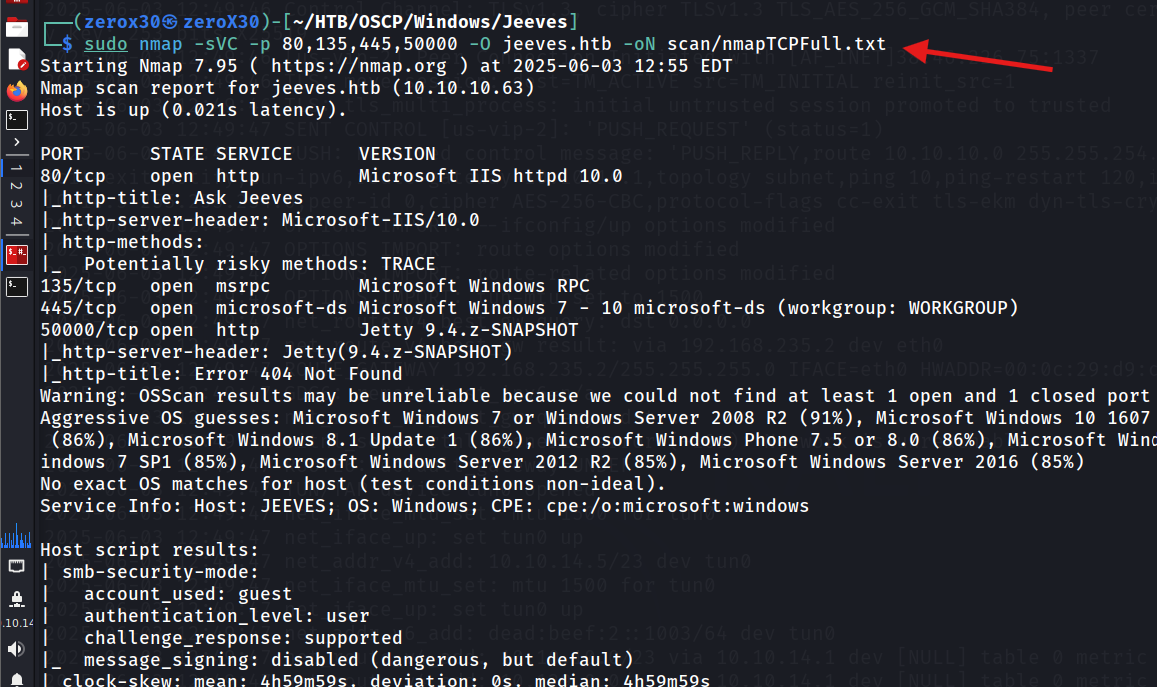 ┌──(zerox30㉿zeroX30)-[~/HTB/OSCP/Windows/Jeeves]
└─$ sudo nmap -sVC -p 80,135,445,50000 -O jeeves.htb -oN scan/nmapTCPFull.txt
Starting Nmap 7.95 ( https://nmap.org ) at 2025-06-03 12:55 EDT
Nmap scan report for jeeves.htb (10.10.10.63)
Host is up (0.021s latency).
PORT      STATE SERVICE      VERSION
80/tcp    open  http         Microsoft IIS httpd 10.0
|_http-title: Ask Jeeves
|_http-server-header: Microsoft-IIS/10.0
| http-methods:
|_  Potentially risky methods: TRACE
135/tcp   open  msrpc        Microsoft Windows RPC
445/tcp   open  microsoft-ds Microsoft Windows 7 - 10 microsoft-ds (workgroup: WORKGROUP)
50000/tcp open  http         Jetty 9.4.z-SNAPSHOT
|_http-server-header: Jetty(9.4.z-SNAPSHOT)
|_http-title: Error 404 Not Found
Warning: OSScan results may be unreliable because we could not find at least 1 open and 1 closed port
Aggressive OS guesses: Microsoft Windows 7 or Windows Server 2008 R2 (91%), Microsoft Windows 10 1607
(86%), Microsoft Windows 8.1 Update 1 (86%), Microsoft Windows Phone 7.5 or 8.0 (86%), Microsoft
indows 7 SP1 (85%), Microsoft Windows Server 2012 R2 (85%), Microsoft Windows Server 2016 (85%)
No exact OS matches for host (test conditions non-ideal).
Service Info: Host: JEEVES; OS: Windows; CPE: cpe:/o:microsoft:windows
Host script results:
| smb-security-mode:
|   account_used: guest
|   authentication_level: user
|   challenge_response: supported
|_  message_signing: disabled (dangerous, but default)
|_clock-skew: mean: 4h59m59s, deviation: 0s, median: 4h59m59s
1
2
3
4
.10.14